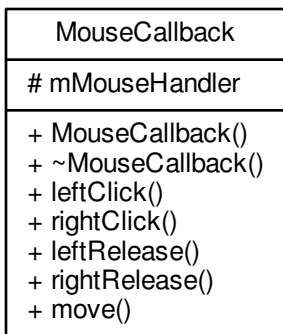 MouseCallback
# mMouseHandler
+ MouseCallback()
+ ~MouseCallback()
+ leftClick()
+ rightClick()
+ leftRelease()
+ rightRelease()
+ move()